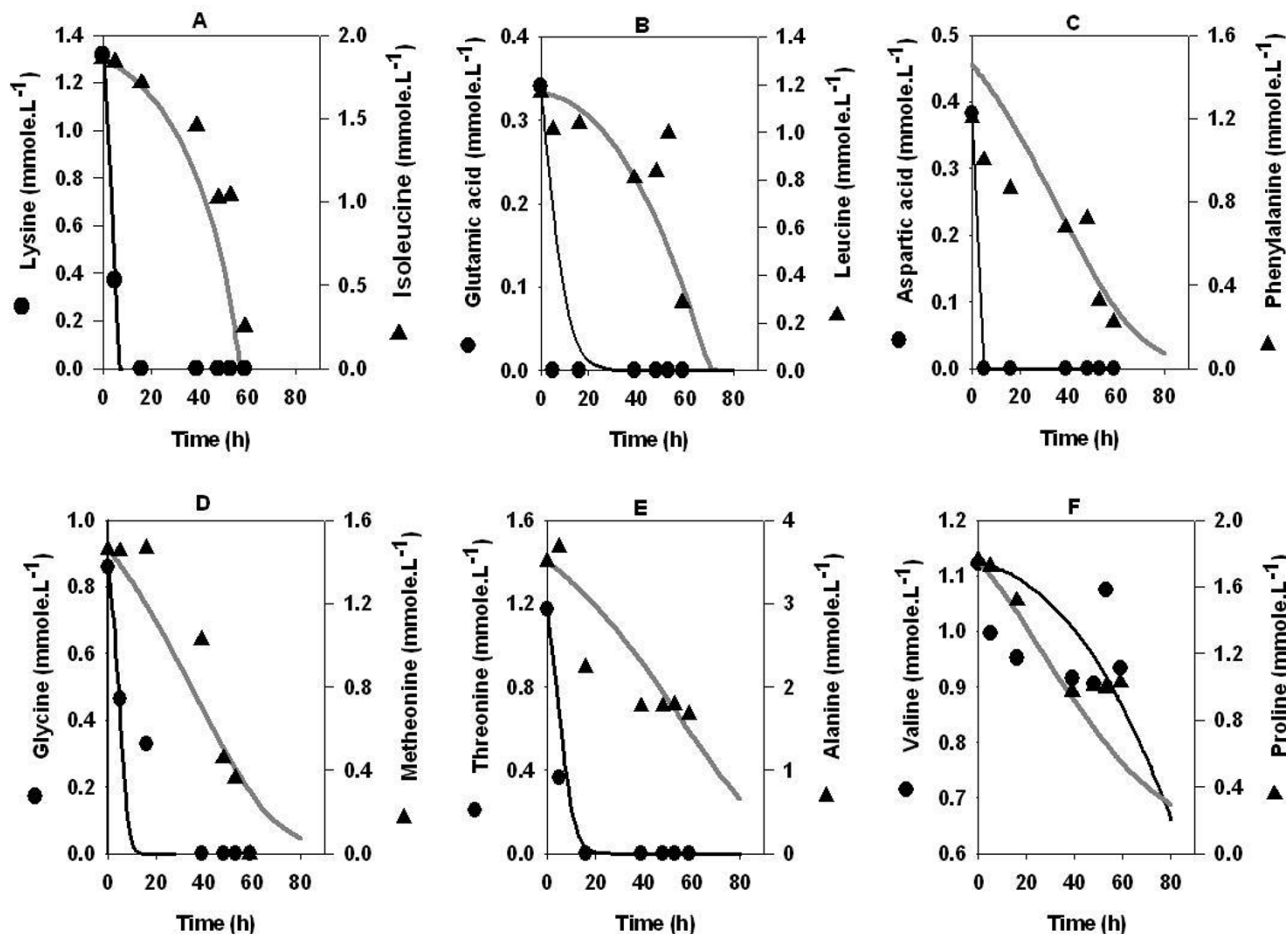 A
Lysine (mmole.L-1)
1.4
1.2
1.0
0.8
0.6
0.4
0.2
0.0
2.0
1.5
1.0
0.5
0.0
Isoleucine (mmole.L-1)
0 20 40 60 80
Time (h)
B
Glutamic acid (mmole.L-1)
0.4
0.3
0.2
0.1
0.0
1.4
1.2
1.0
0.8
0.6
0.4
0.2
0.0
Leucine (mmole.L-1)
0 20 40 60 80
Time (h)
C
Aspartic acid (mmole.L-1)
0.5
0.4
0.3
0.2
0.1
0.0
1.6
1.2
0.8
0.4
0.0
Phenylalanine (mmole.L-1)
0 20 40 60 80
Time (h)
D
Glycine (mmole.L-1)
1.0
0.8
0.6
0.4
0.2
0.0
1.6
1.2
0.8
0.4
0.0
Metheonine (mmole.L-1)
0 20 40 60 80
Time (h)
E
Threonine (mmole.L-1)
1.6
1.2
0.8
0.4
0.0
4
3
2
1
0
Alanine (mmole.L-1)
0 20 40 60 80
Time (h)
F
Valine (mmole.L-1)
1.2
1.1
1.0
0.9
0.8
0.7
0.6
2.0
1.6
1.2
0.8
0.4
0.0
Proline (mmole.L-1)
0 20 40 60 80
Time (h)